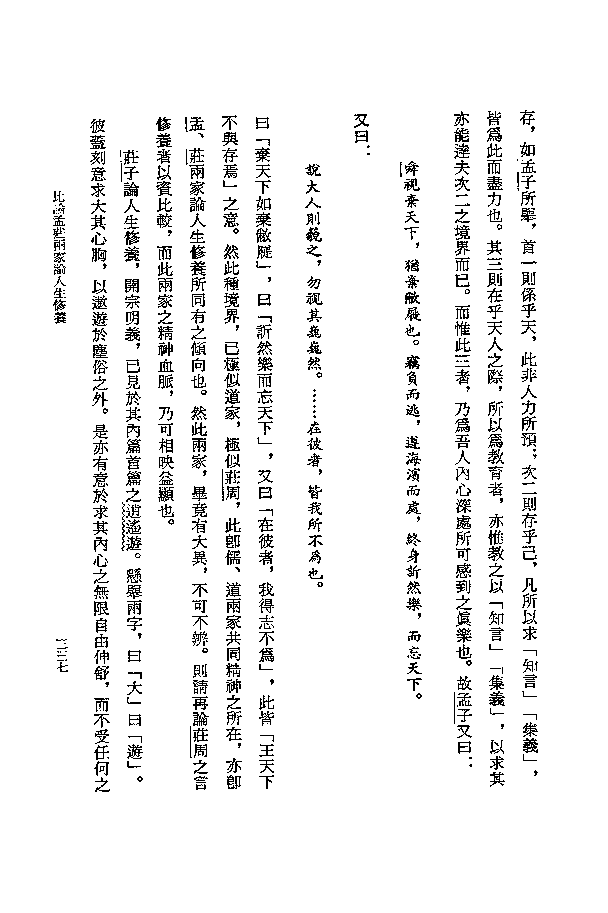 存，如孟子所舉，首一則係乎天，此非人力所預；次二則存乎己，凡所以求「知言」「集義」，
皆爲此而盡力也。其三則在乎天人之際，所以爲教育者，亦惟教之以「知言」「集義」，以求其
亦能達夫次二之境界而已。而惟此三者，乃爲吾人內心深處所可感到之眞樂也。故孟子又曰：
舜視棄天下，猶棄敝屣也。竊負而逃，遵海濱而處，終身訢然樂，而忘天下。
又曰：
說大人則藐之，勿視其巍巍然。……在彼者，皆我所不爲也。
曰「棄天下如棄敝屣」，曰「訢然樂而忘天下」，又曰「在彼者，我得志不爲」，此皆「王天下
不與存焉」之意。然此種境界，已極似道家，極似莊周，此卽儒、道兩家共同精神之所在，亦卽
孟、莊兩家論人生修養所同有之傾向也。然此兩家，畢竟有大異，不可不辨。則請再論莊周之言
修養者以資比較，而此兩家之精神血脈，乃可相映益顯也。
莊子論人生修養，開宗明義，已見於其內篇首篇之逍遙遊。懸舉兩字，曰「大」曰「遊」。
彼蓋刻意求大其心胸，以遨遊於塵俗之外。是亦有意於求其內心之無限自由伸舒，而不受任何之
比論孟莊兩家論人生修養
三三七